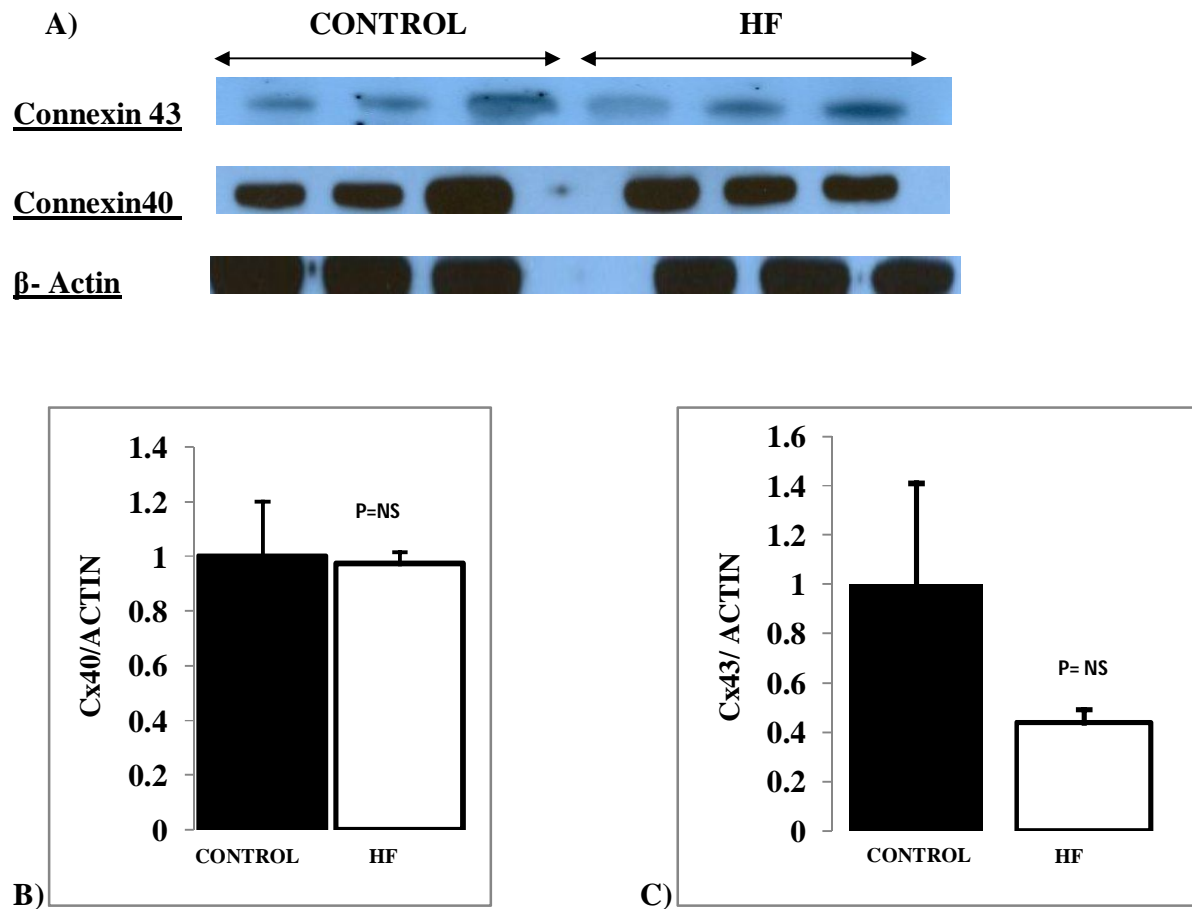 A) CONTROL HF
Connexin 43
Connexin40
β- Actin
1.4
1.2
1
0.8
0.6
0.4
0.2
0
Cx40/ACTIN
P=NS
CONTROL HF
B)
1.6
1.4
1.2
1
0.8
0.6
0.4
0.2
0
Cx43/ ACTIN
P= NS
CONTROL HF
C)